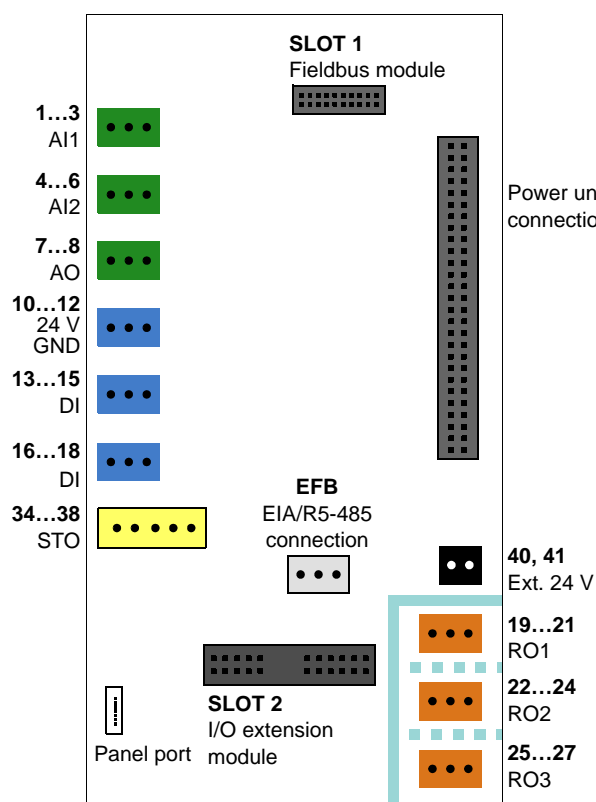 SLOT 1
Fieldbus module
1...3
AI1
4...6
AI2
7...8
AO
10...12
24 V
GND
13...15
DI
16...18
DI
34...38
STO
Power un
connectio
EFB
EIA/R5-485
connection
40, 41
Ext. 24 V
19...21
RO1
22...24
RO2
25...27
RO3
SLOT 2
I/O extension
module
Panel port